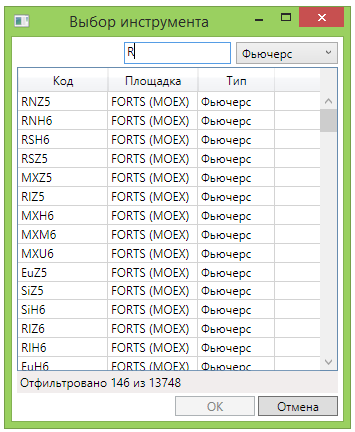 Выбор инструмента
R Фьючерс
Код Площадка Тип
RNZ5 FORTS (MOEX) Фьючерс
RNH6 FORTS (MOEX) Фьючерс
RSH6 FORTS (MOEX) Фьючерс
RSZ5 FORTS (MOEX) Фьючерс
MXZ5 FORTS (MOEX) Фьючерс
RIZ5 FORTS (MOEX) Фьючерс
MXH6 FORTS (MOEX) Фьючерс
MXM6 FORTS (MOEX) Фьючерс
MXU6 FORTS (MOEX) Фьючерс
EuZ5 FORTS (MOEX) Фьючерс
SiZ5 FORTS (MOEX) Фьючерс
SiH6 FORTS (MOEX) Фьючерс
RIZ6 FORTS (MOEX) Фьючерс
RIH6 FORTS (MOEX) Фьючерс
EuH6 FORTS (MOEX) Фьючерс
Отфильтровано 146 из 13748
OK Отмена